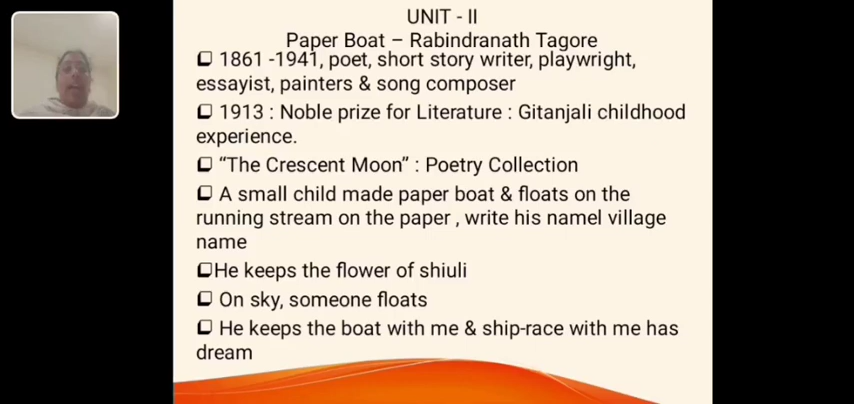 UNIT - II
Paper Boat – Rabindranath Tagore
❑ 1861 -1941, poet, short story writer, playwright,
essayist, painters & song composer
❑ 1913 : Noble prize for Literature : Gitanjali childhood
experience.
❑ “The Crescent Moon” : Poetry Collection
❑ A small child made paper boat & floats on the
running stream on the paper , write his namel village
name
❑He keeps the flower of shiuli
❑ On sky, someone floats
❑ He keeps the boat with me & ship-race with me has
dream